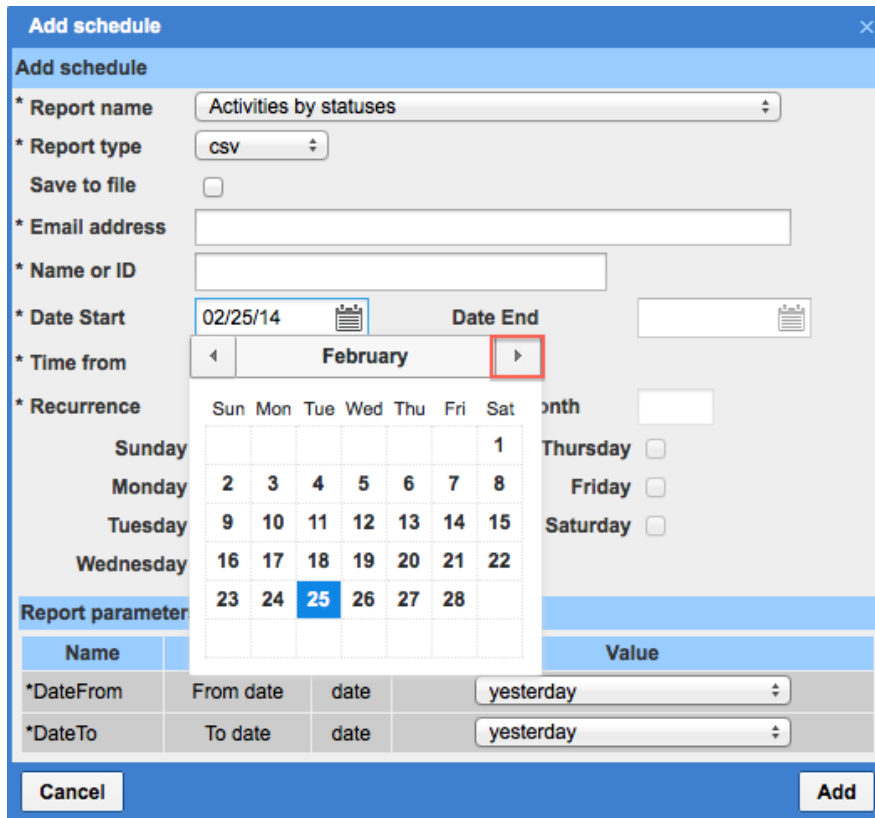 Add schedule
Add schedule
* Report name Activities by statuses
* Report type csv
Save to file
* Email address
* Name or ID
* Date Start 02/25/14 Date End
* Time from February
* Recurrence Sun Mon Tue Wed Thu Fri Sat
Sunday 1 Thursday
Monday 2 3 4 5 6 7 8 Friday
Tuesday 9 10 11 12 13 14 15 Saturday
Wednesday 16 17 18 19 20 21 22
23 24 25 26 27 28
Report parameter
Name Value
*DateFrom From date date yesterday
*DateTo To date date yesterday
Cancel Add